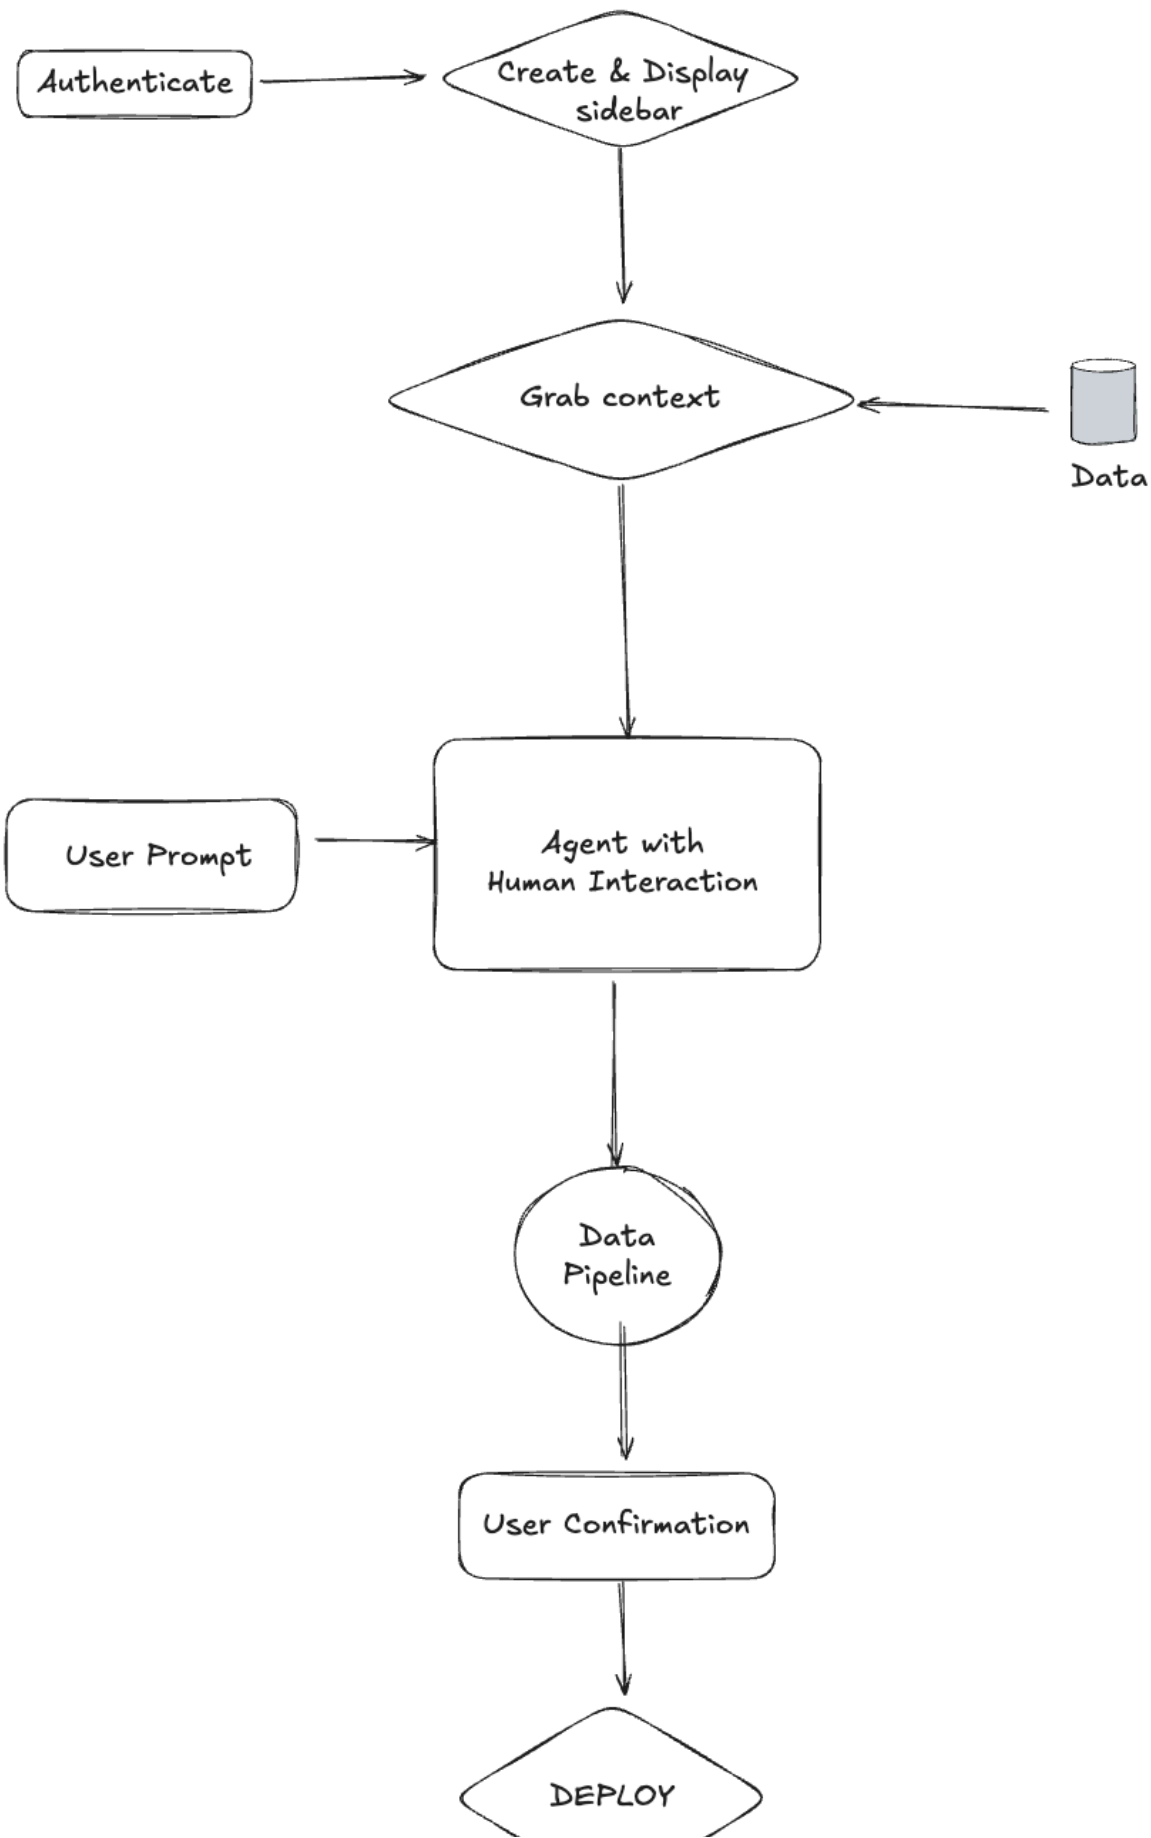 Authenticate
Create & Display
sidebar
Grab context
Data
User Prompt
Agent with
Human Interaction
Data
Pipeline
User Confirmation
DEPLOY